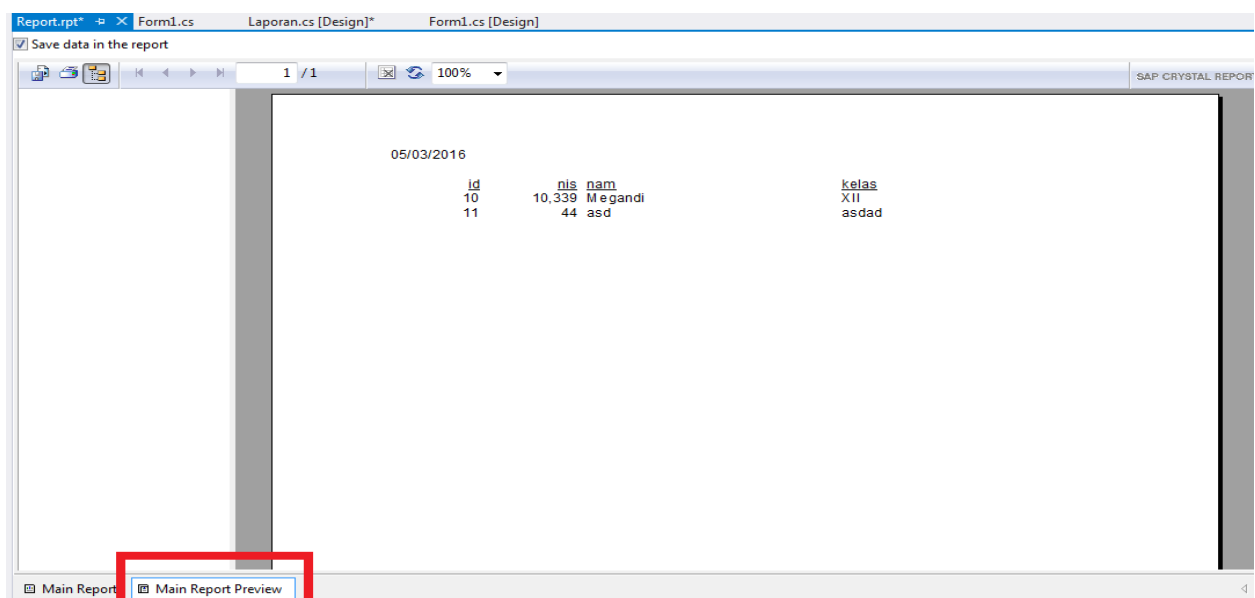 Report.rpt* Form1.cs Laporan.cs [Design]* Form1.cs [Design]
Save data in the report
1 /1 100% SAP CRYSTAL REPORT
05/03/2016
id nis nam kelas
10 10,339 Megandi XII
11 44 asd asdad
Main Report Main Report Preview